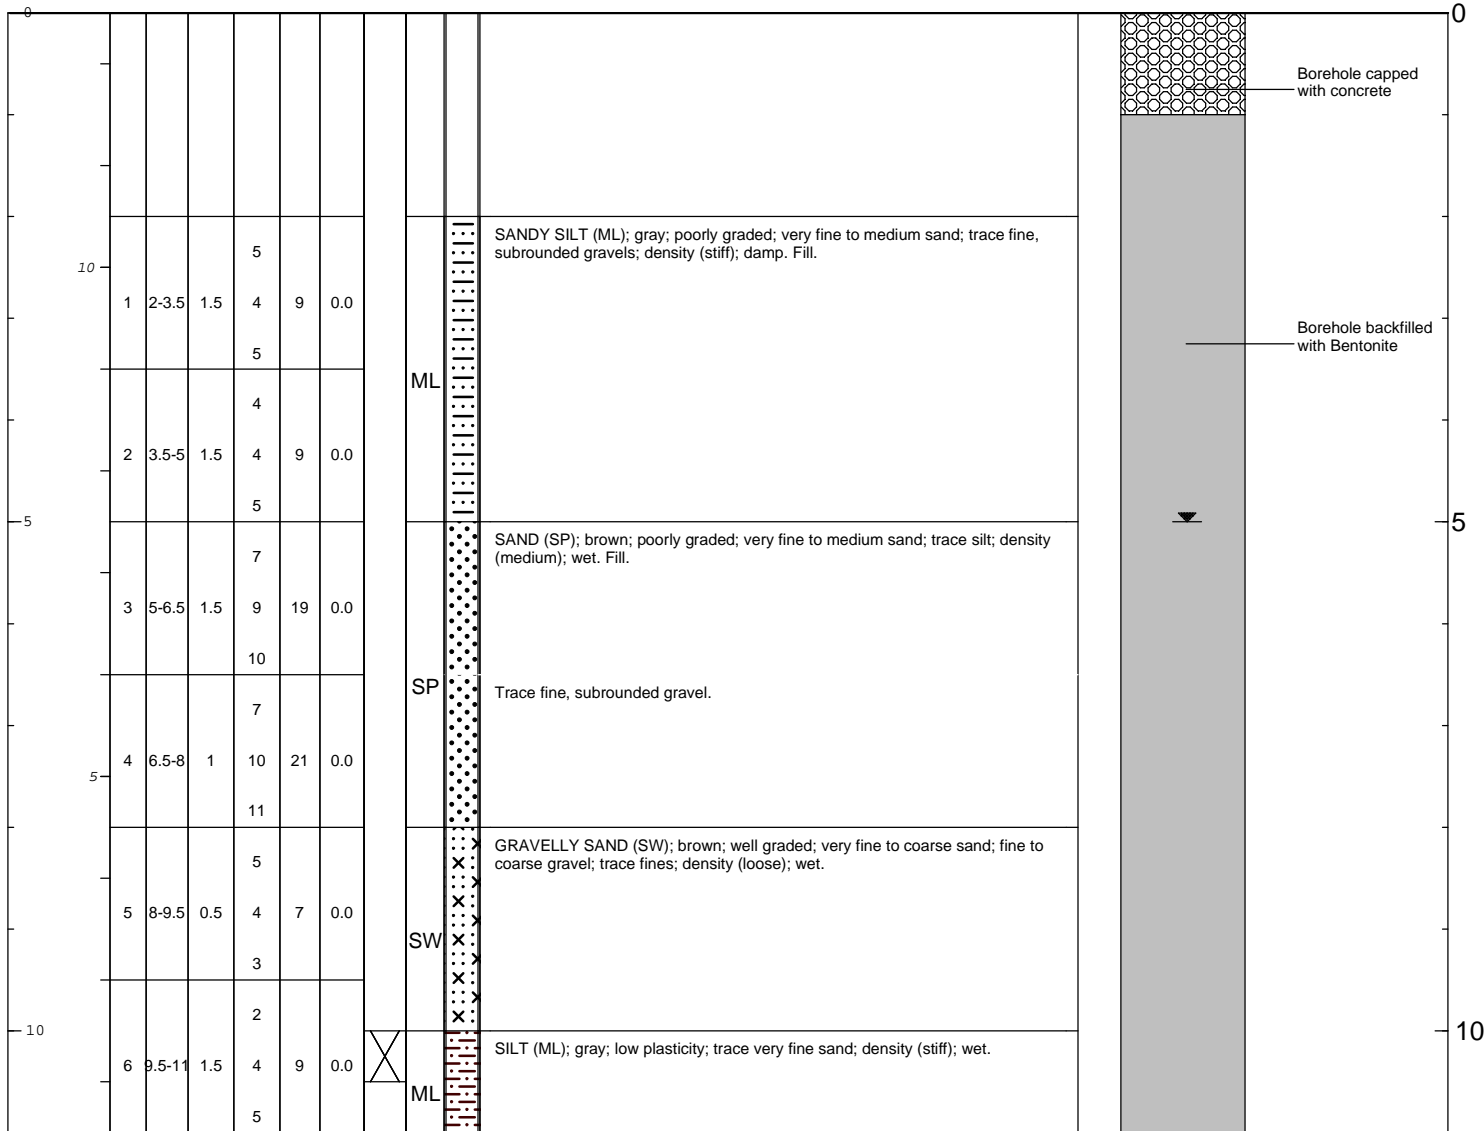 0
0
Borehole capped
with concrete
SANDY SILT (ML); gray; poorly graded; very fine to medium sand; trace fine,
subrounded gravels; density (stiff); damp. Fill.
10
5
1 2-3.5 1.5 4 9 0.0
5
Borehole backfilled
with Bentonite
ML
4
2 3.5-5 1.5 4 9 0.0
5
5
5
SAND (SP); brown; poorly graded; very fine to medium sand; trace silt; density
(medium); wet. Fill.
7
3 5-6.5 1.5 9 19 0.0
10
SP
Trace fine, subrounded gravel.
7
5
4 6.5-8 1 10 21 0.0
11
GRAVELLY SAND (SW); brown; well graded; very fine to coarse sand; fine to
coarse gravel; trace fines; density (loose); wet.
5
5 8-9.5 0.5 4 7 0.0
3
SW
2
10
10
SILT (ML); gray; low plasticity; trace very fine sand; density (stiff); wet.
6 9.5-11 1.5 4 9 0.0
ML
5